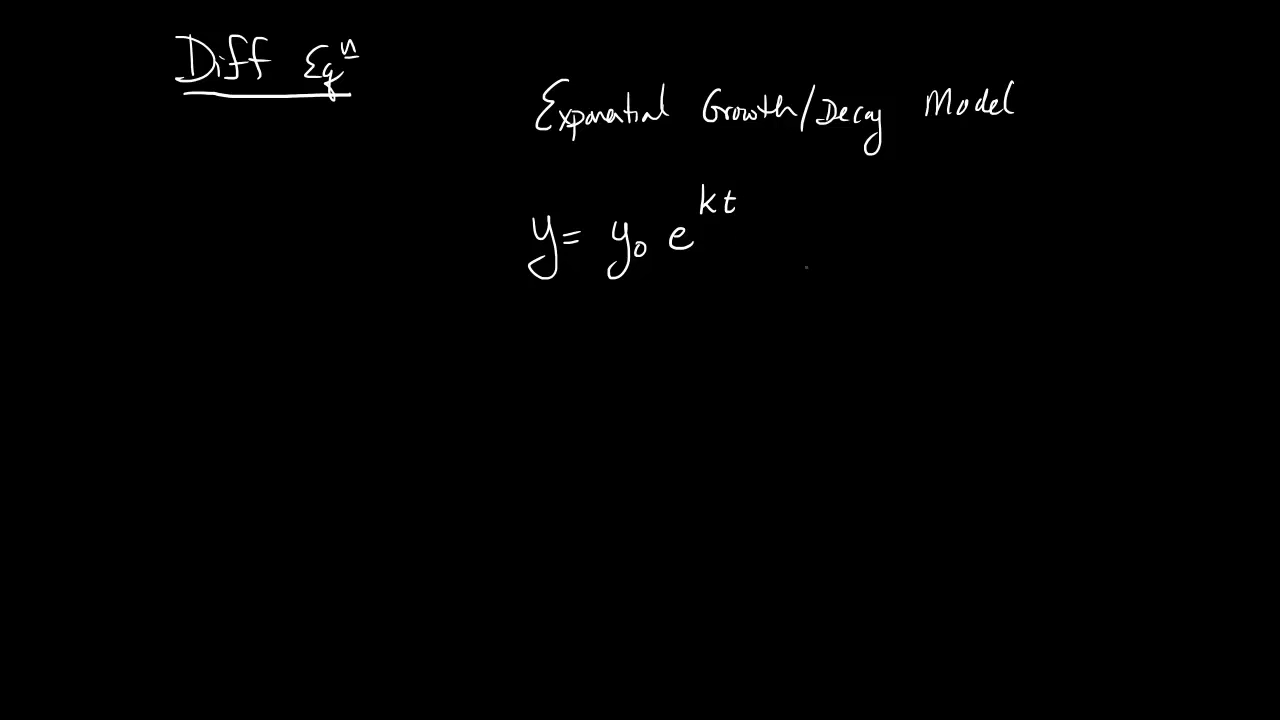 Diff Eqⁿ
Exponential Growth/Decay Model
y = y₀ e^{kt}